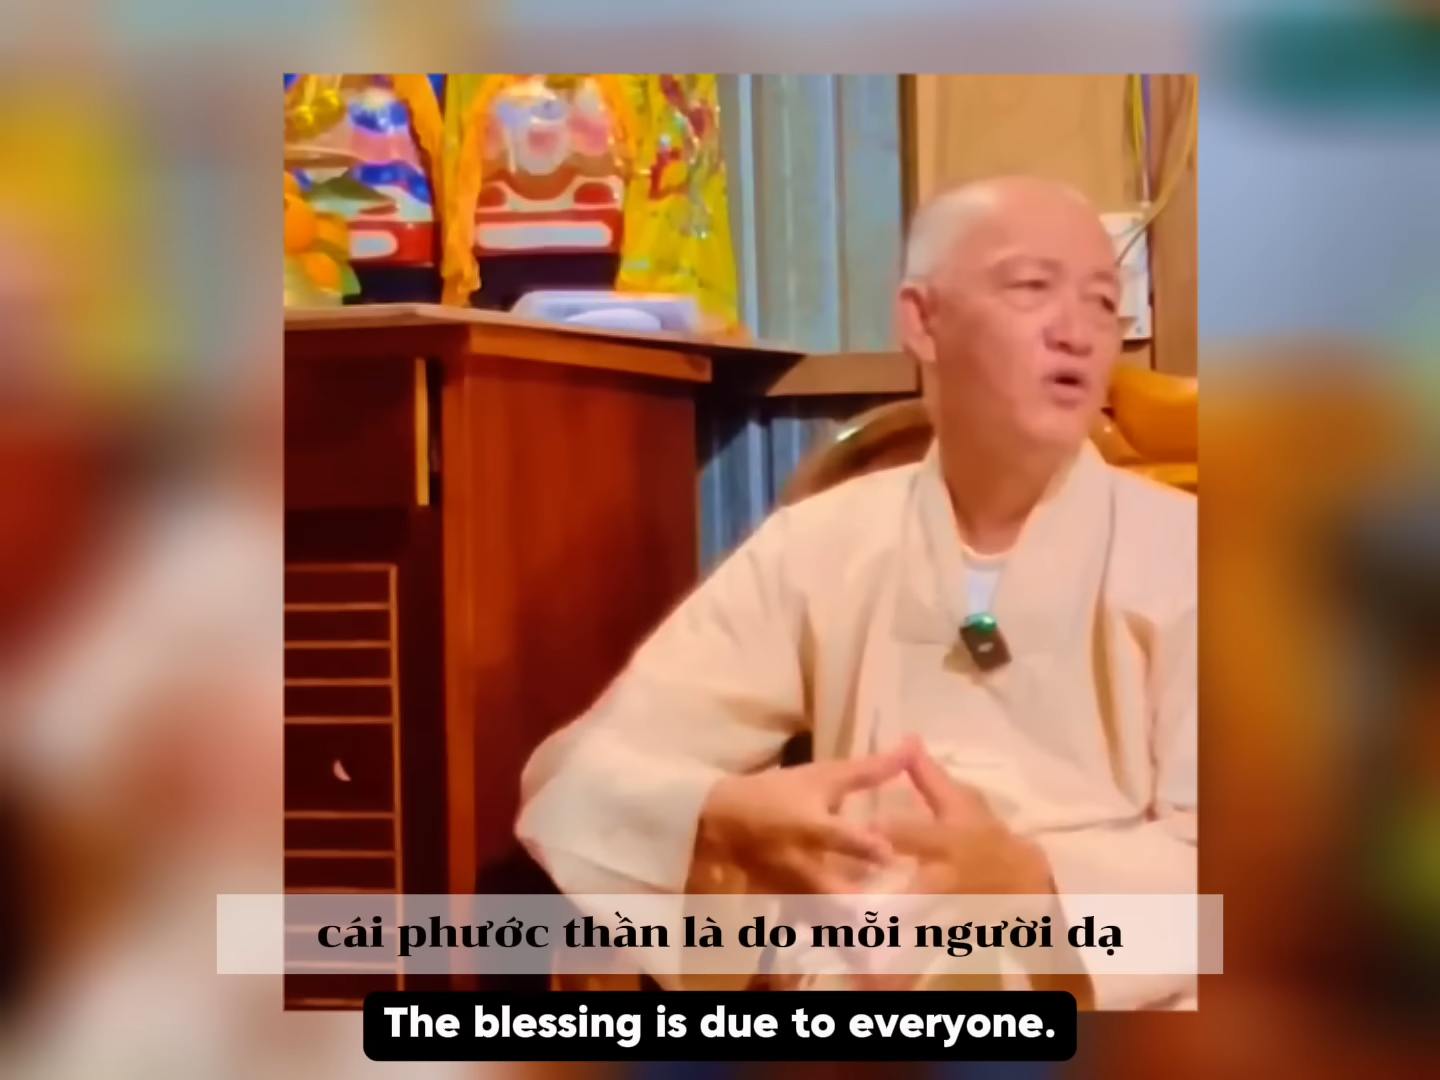 cái phước thần là do mỗi người dạ
The blessing is due to everyone.